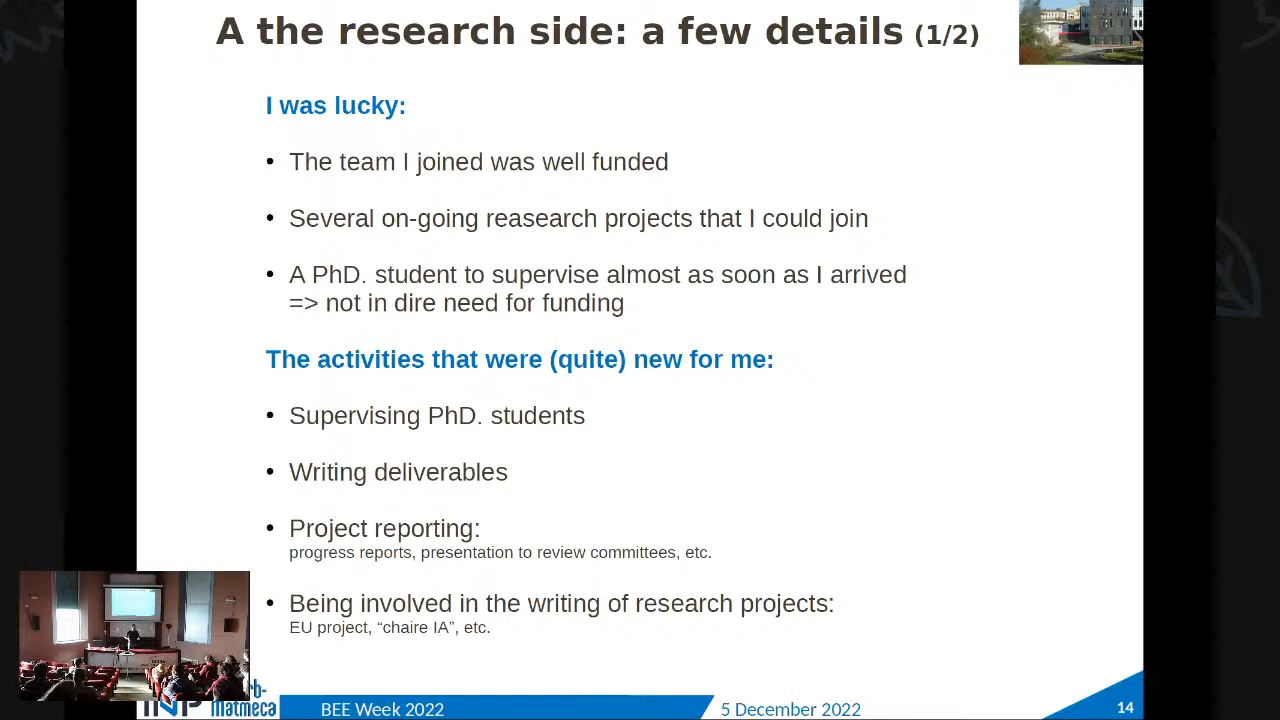 A the research side: a few details (1/2)
I was lucky:
• The team I joined was well funded
• Several on-going reasearch projects that I could join
• A PhD. student to supervise almost as soon as I arrived
=> not in dire need for funding
The activities that were (quite) new for me:
• Supervising PhD. students
• Writing deliverables
• Project reporting:
progress reports, presentation to review committees, etc.
• Being involved in the writing of research projects:
EU project, “chaire IA”, etc.
matmeca
BEE Week 2022
5 December 2022
14